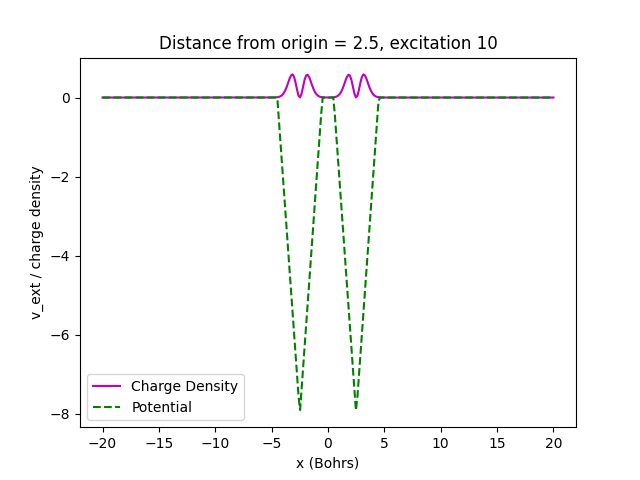 Distance from origin = 2.5, excitation 10
v_ext / charge density
0
−2
−4
−6
−8
Charge Density
Potential
−20 −15 −10 −5 0 5 10 15 20
x (Bohrs)